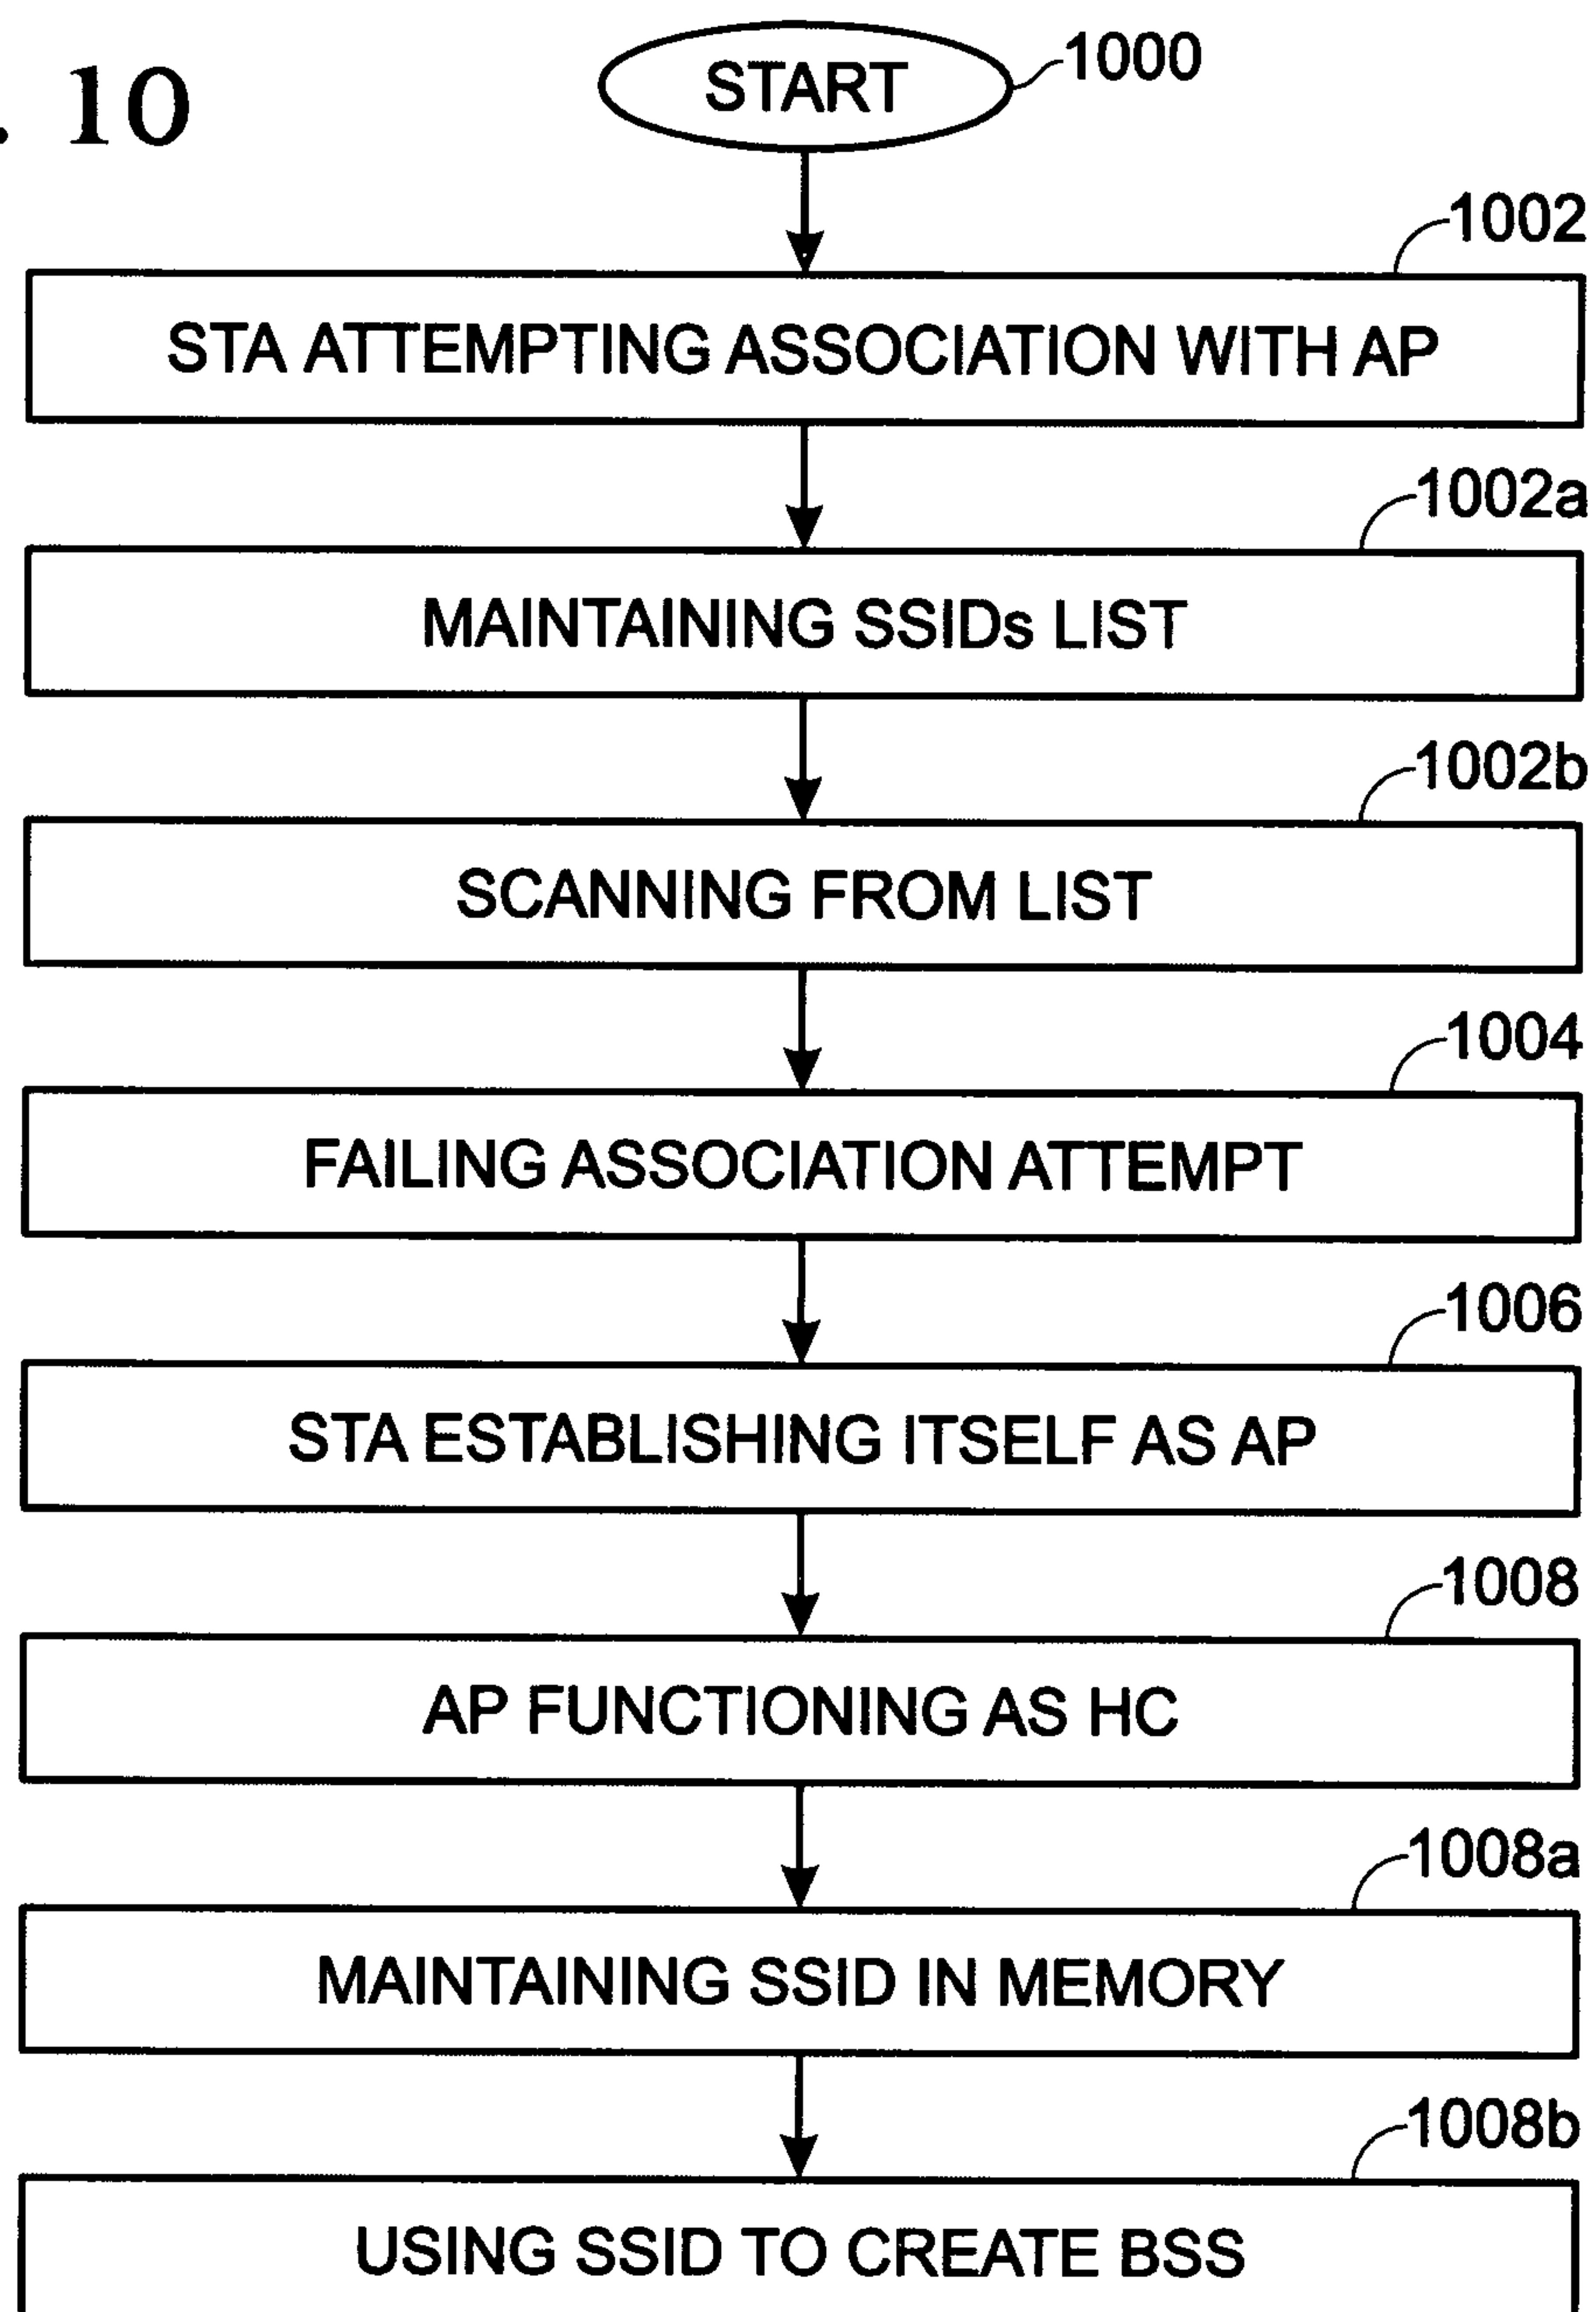 . 10
START
1000
1002
STA ATTEMPTING ASSOCIATION WITH AP
1002a
MAINTAINING SSIDs LIST
1002b
SCANNING FROM LIST
1004
FAILING ASSOCIATION ATTEMPT
1006
STA ESTABLISHING ITSELF AS AP
1008
AP FUNCTIONING AS HC
1008a
MAINTAINING SSID IN MEMORY
1008b
USING SSID TO CREATE BSS